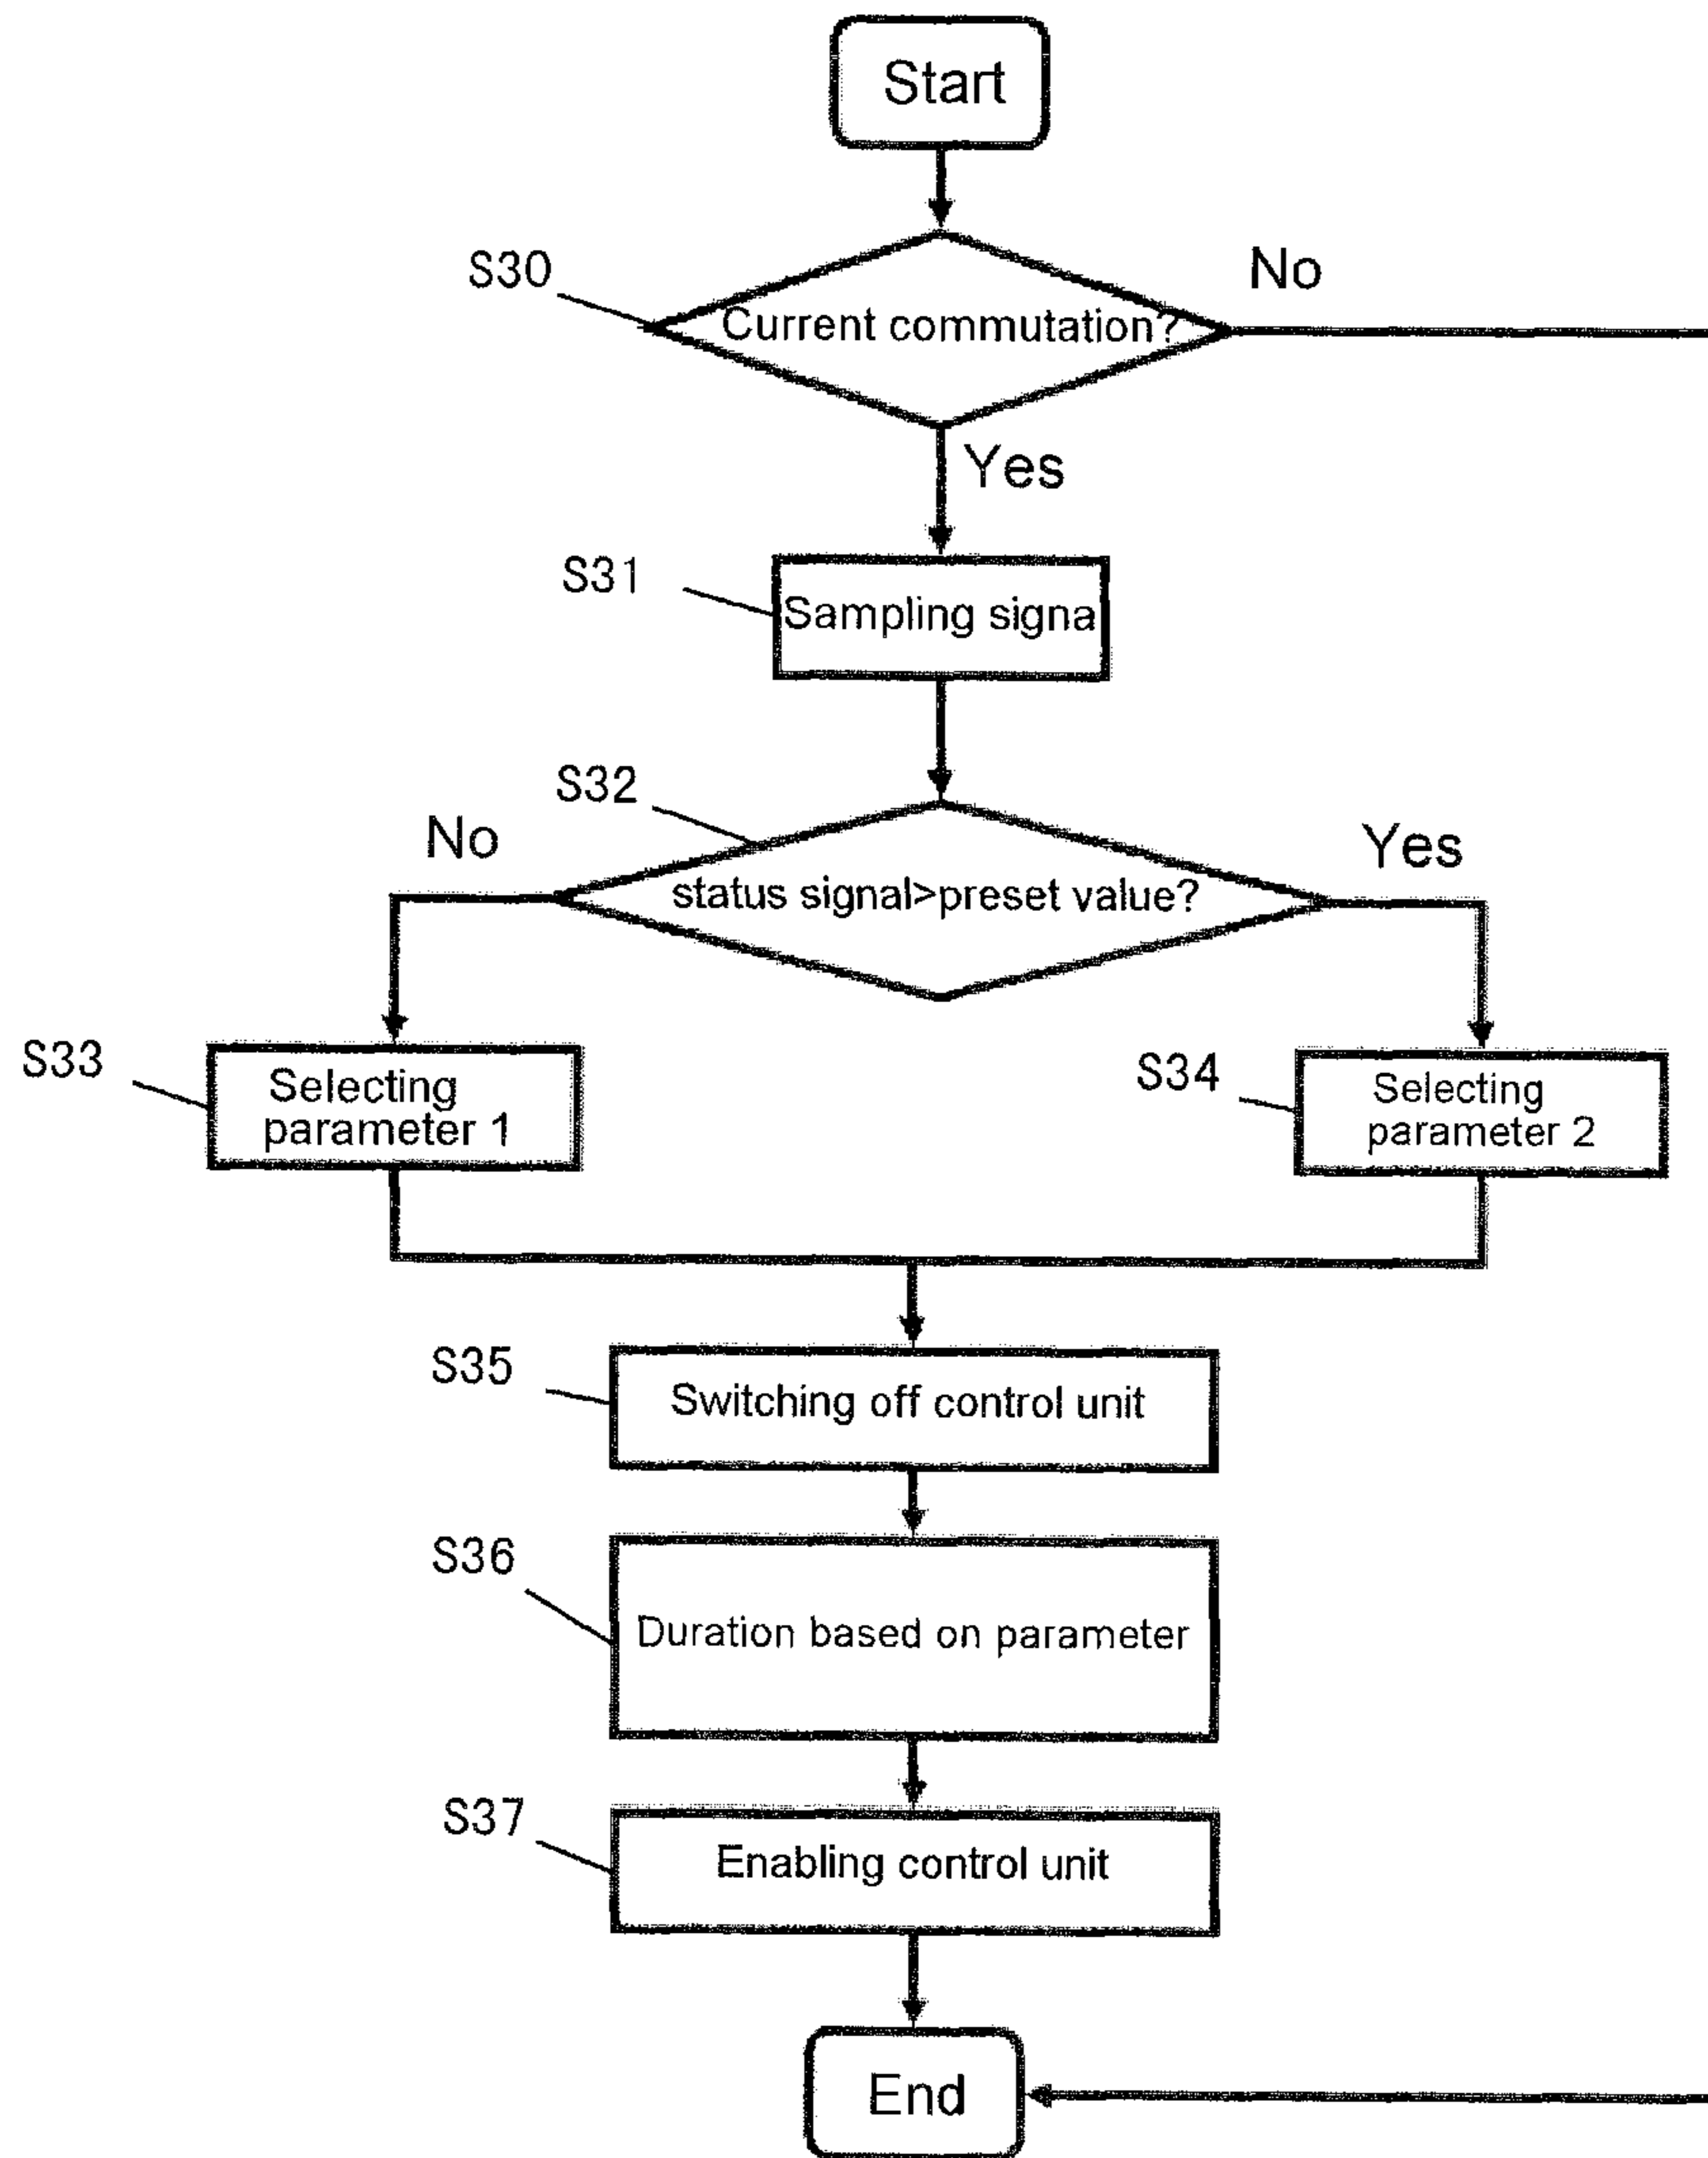 Start
S30
No
Current commutation?
Yes
S31
Sampling signa
S32
No
Yes
status signal>preset value?
S33
Selecting
parameter 1
S34
Selecting
parameter 2
S35
Switching off control unit
S36
Duration based on parameter
S37
Enabling control unit
End